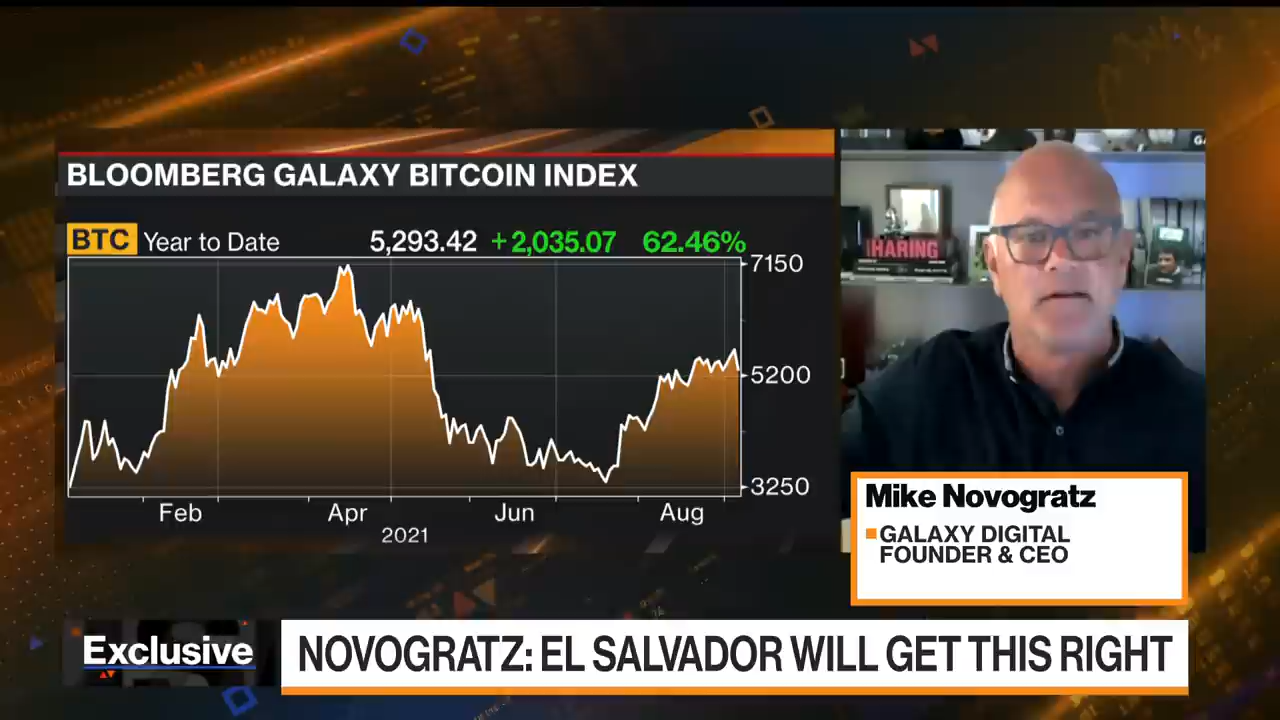 BLOOMBERG GALAXY BITCOIN INDEX
BTC Year to Date 5,293.42 +2,035.07 62.46%
7150
5200
3250
Feb Apr Jun Aug
2021
HARING
Mike Novogratz
GALAXY DIGITAL
FOUNDER & CEO
Exclusive
NOVOGRATZ: EL SALVADOR WILL GET THIS RIGHT